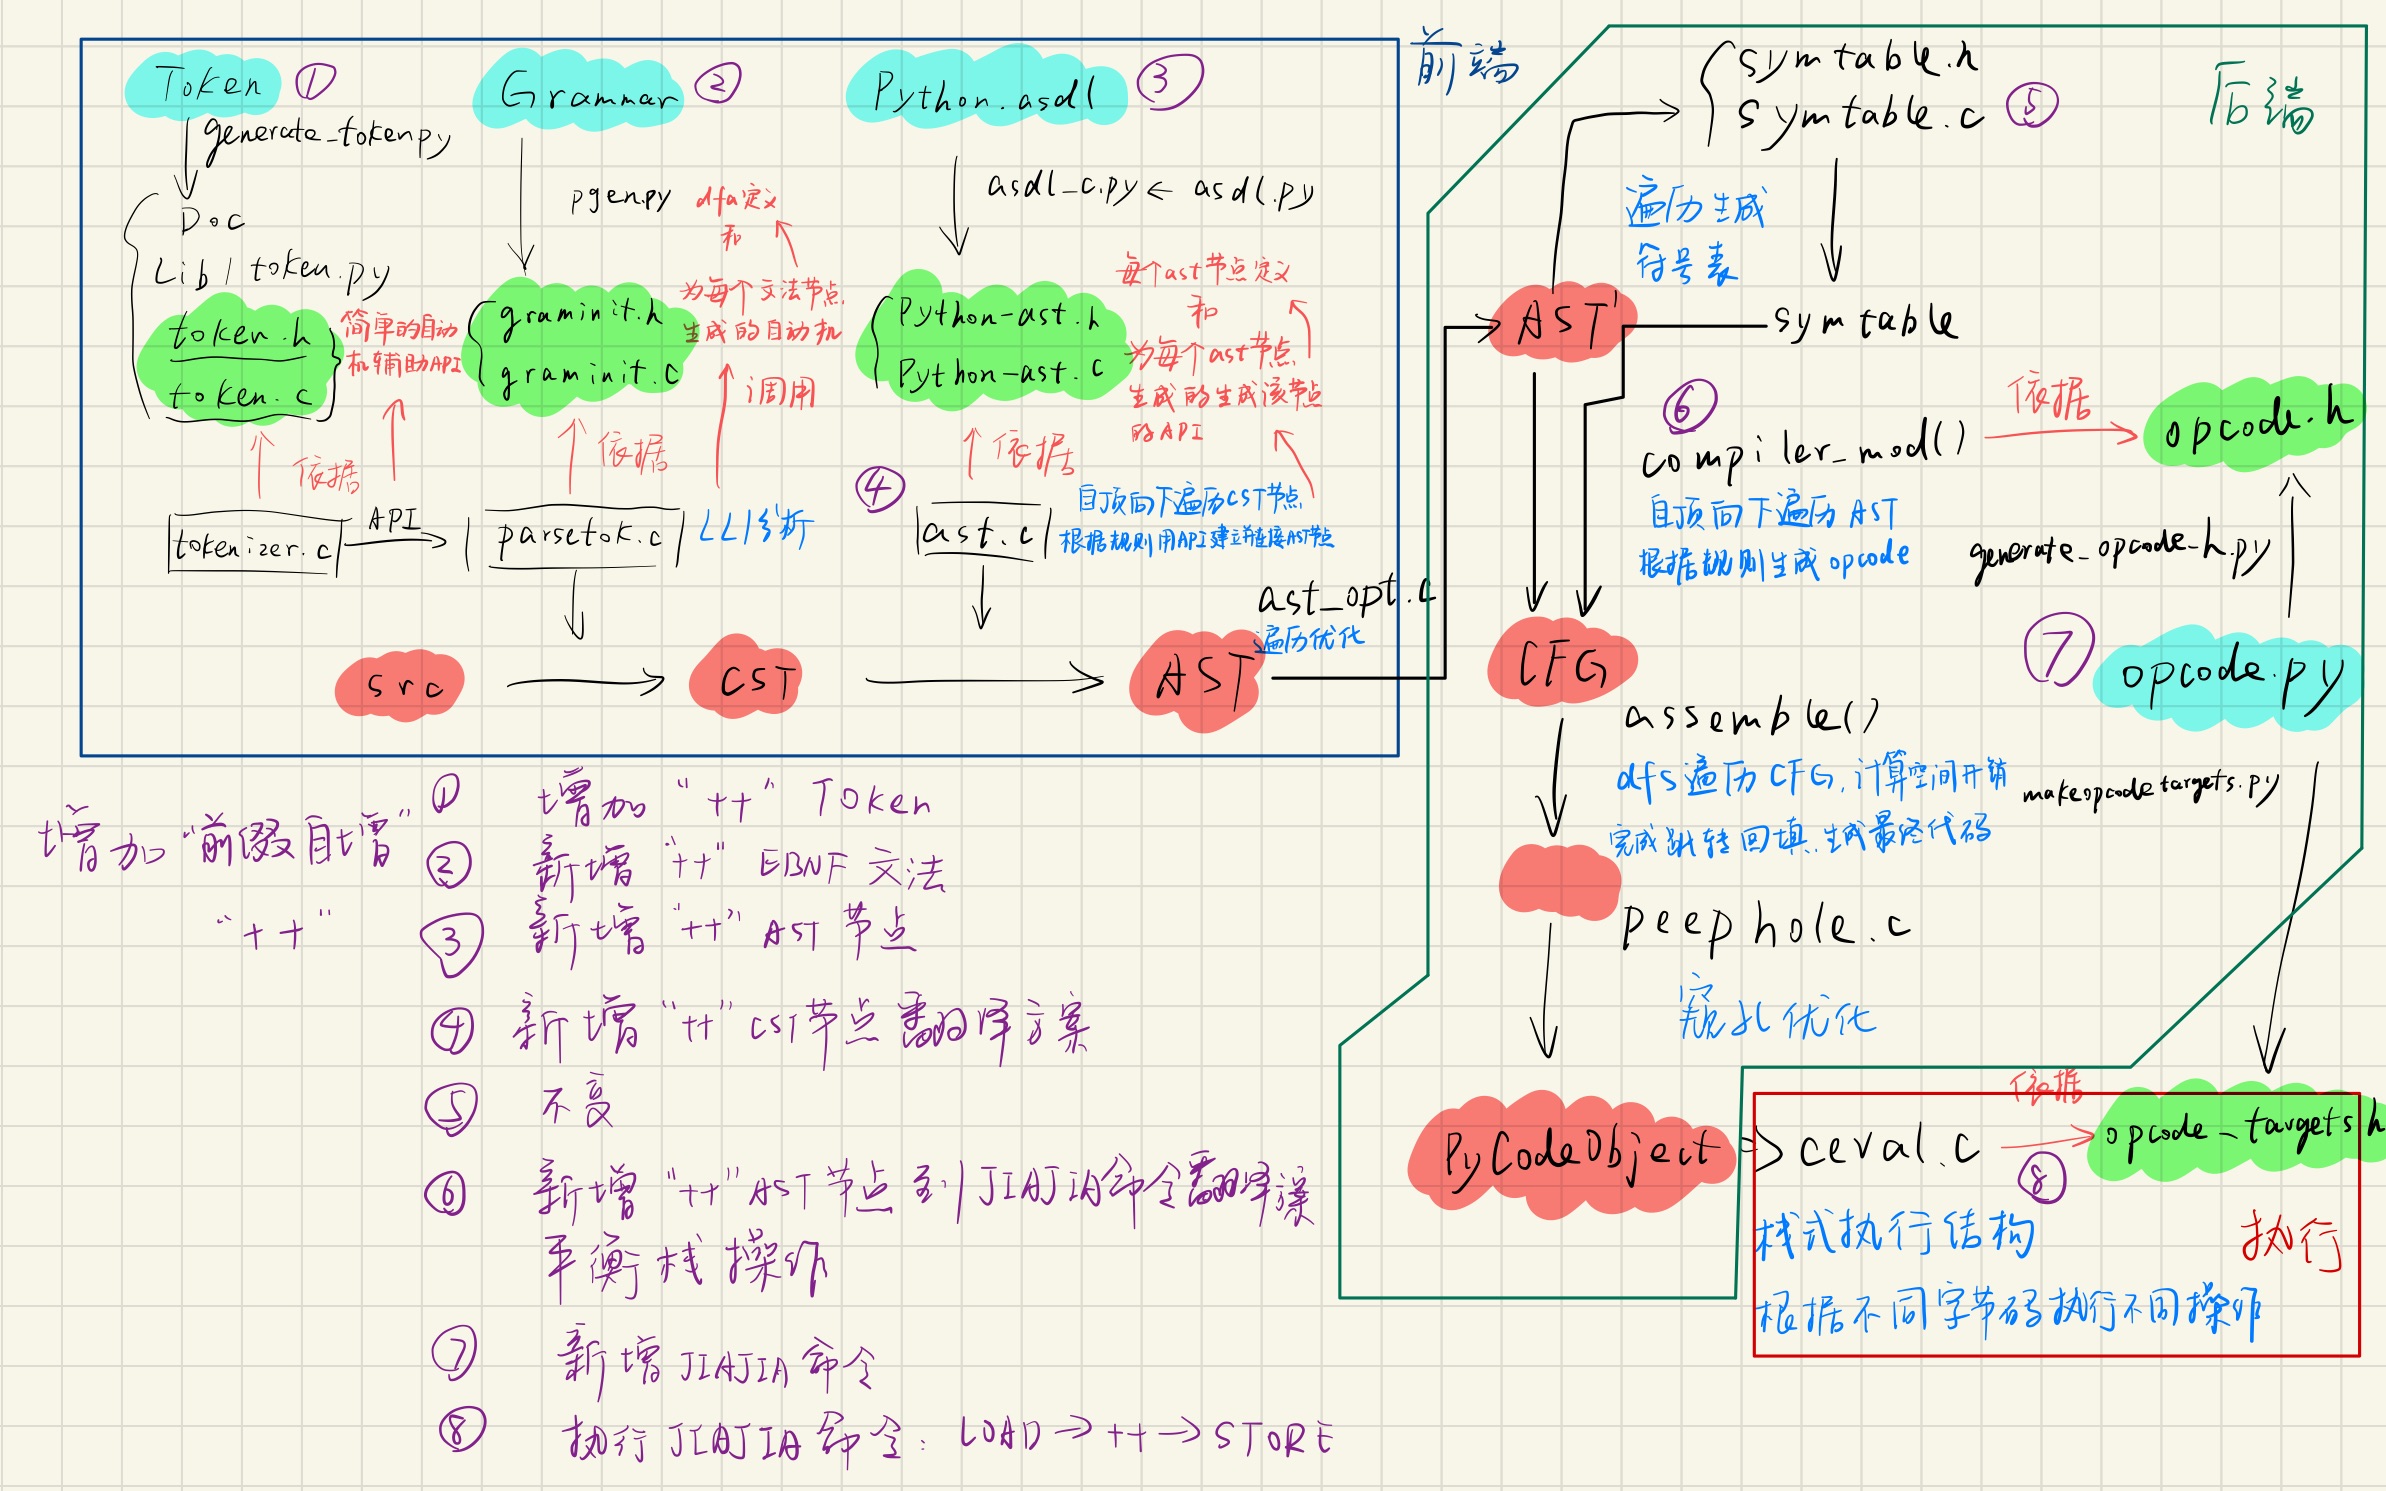 Token ①
generate_token.py
Doc
Lib / token.py
token.h
token.c
简单的自动
机辅助API
依据
tokenizer.c
API
Grammar ②
pgen.py
dfa定义
和
为每个文法节点
生成的自动机
调用
graminit.h
graminit.c
依据
parsetok.c
LL1分析
Python.asdl ③
asdl_c.py ← asdl.py
Python-ast.h
Python-ast.c
每个ast节点定义
和
为每个ast节点
生成的生成该节点
的API
依据
④
ast.c
自顶向下遍历CST节点
根据规则用API建立并链接AST节点
src
CST
AST
ast_opt.c
遍历优化
前端
后端
symtable.h
symtable.c ⑤
遍历生成
符号表
AST'
symtable
⑥
compiler_mod()
依据
opcode.h
自顶向下遍历AST
根据规则生成opcode
generate_opcode_h.py
⑦
opcode.py
CFG
assemble()
dfs遍历CFG,计算空间开销
完成跳转回填,生成最终代码
makeopcodetargets.py
peephole.c
窥孔优化
PyCodeObject
ceval.c
依据
opcode_targets.h
⑧
栈式执行结构
执行
根据不同字节码执行不同操作
增加“前缀自增”
“++”
① 增加“++” Token
② 新增“++” EBNF 文法
③ 新增“++” AST 节点
④ 新增“++” CST节点翻译方案
⑤ 不变
⑥ 新增“++” AST 节点到JIAJIA命令翻译
平衡栈操作
⑦ 新增JIAJIA命令
⑧ 执行JIAJIA命令: LOAD → ++ → STORE